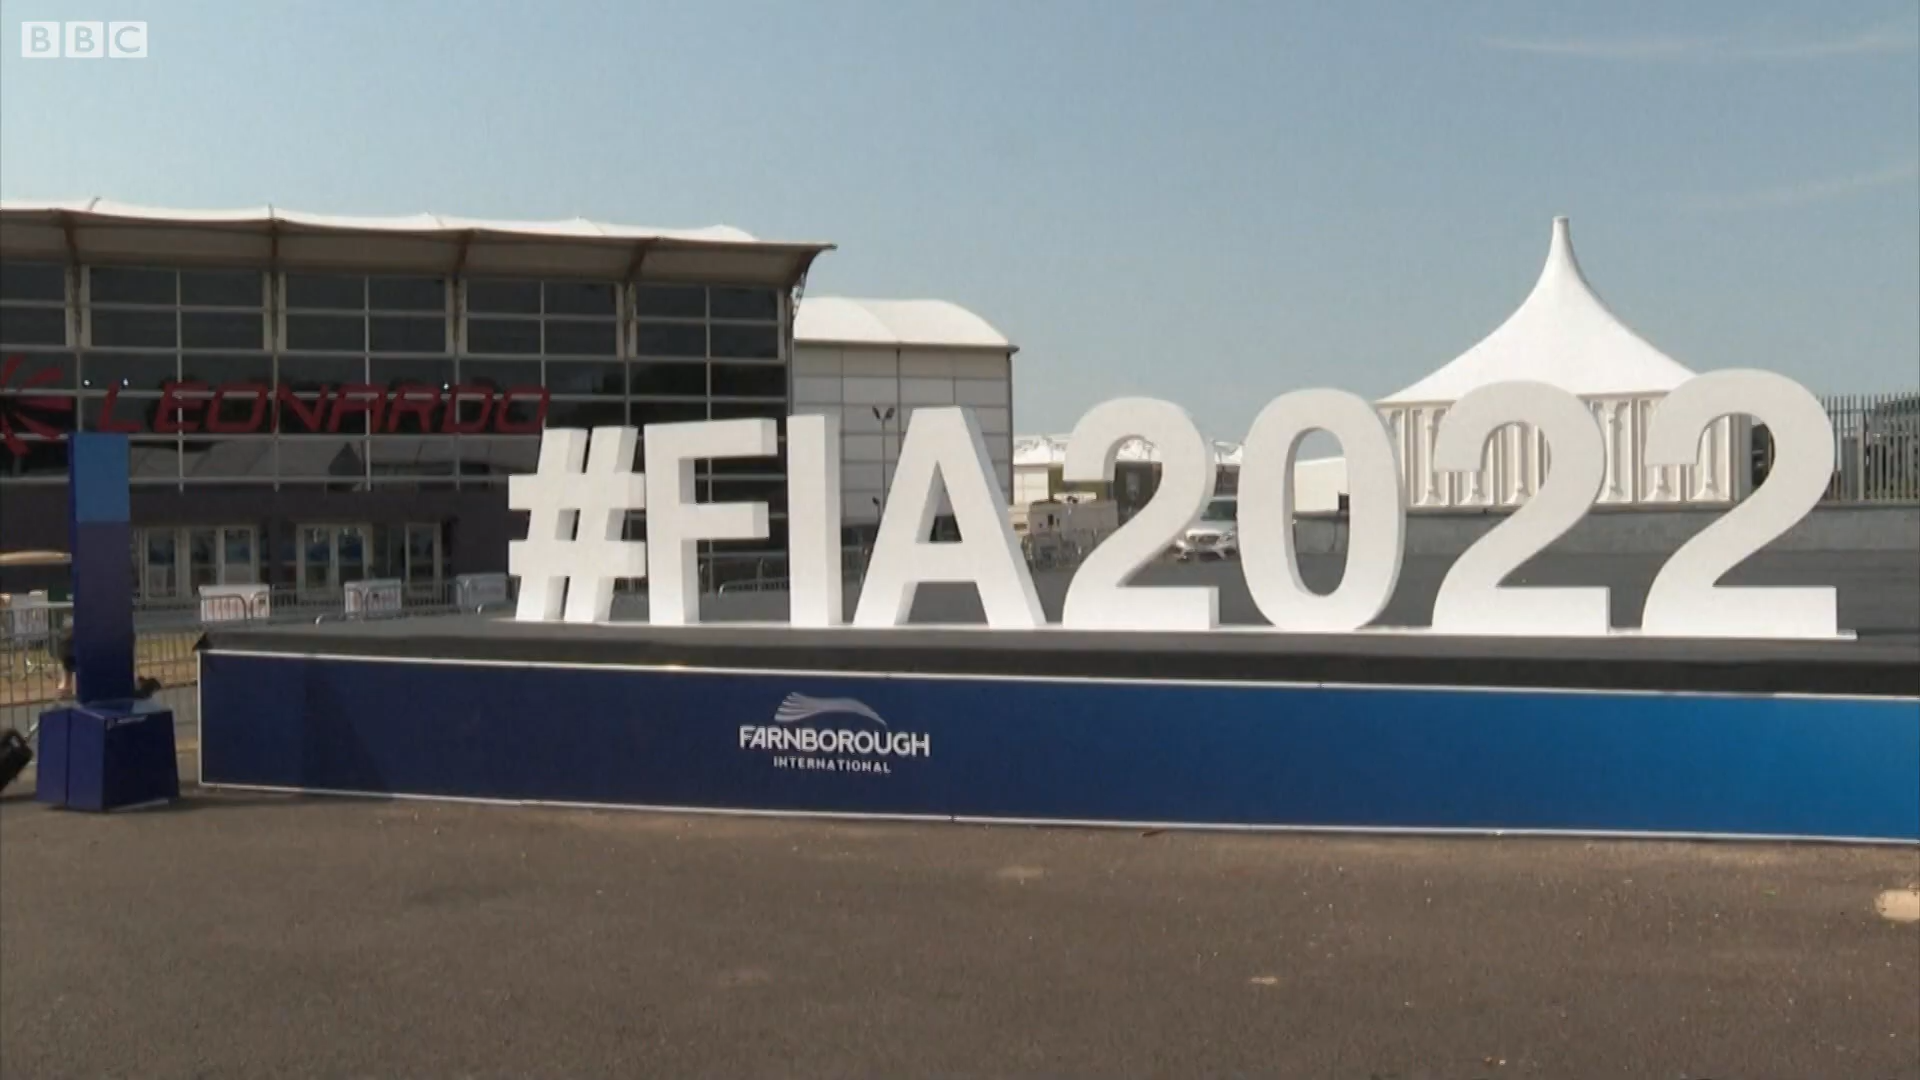 BBC
LEONARDO
#FIA2022
FARNBOROUGH
INTERNATIONAL